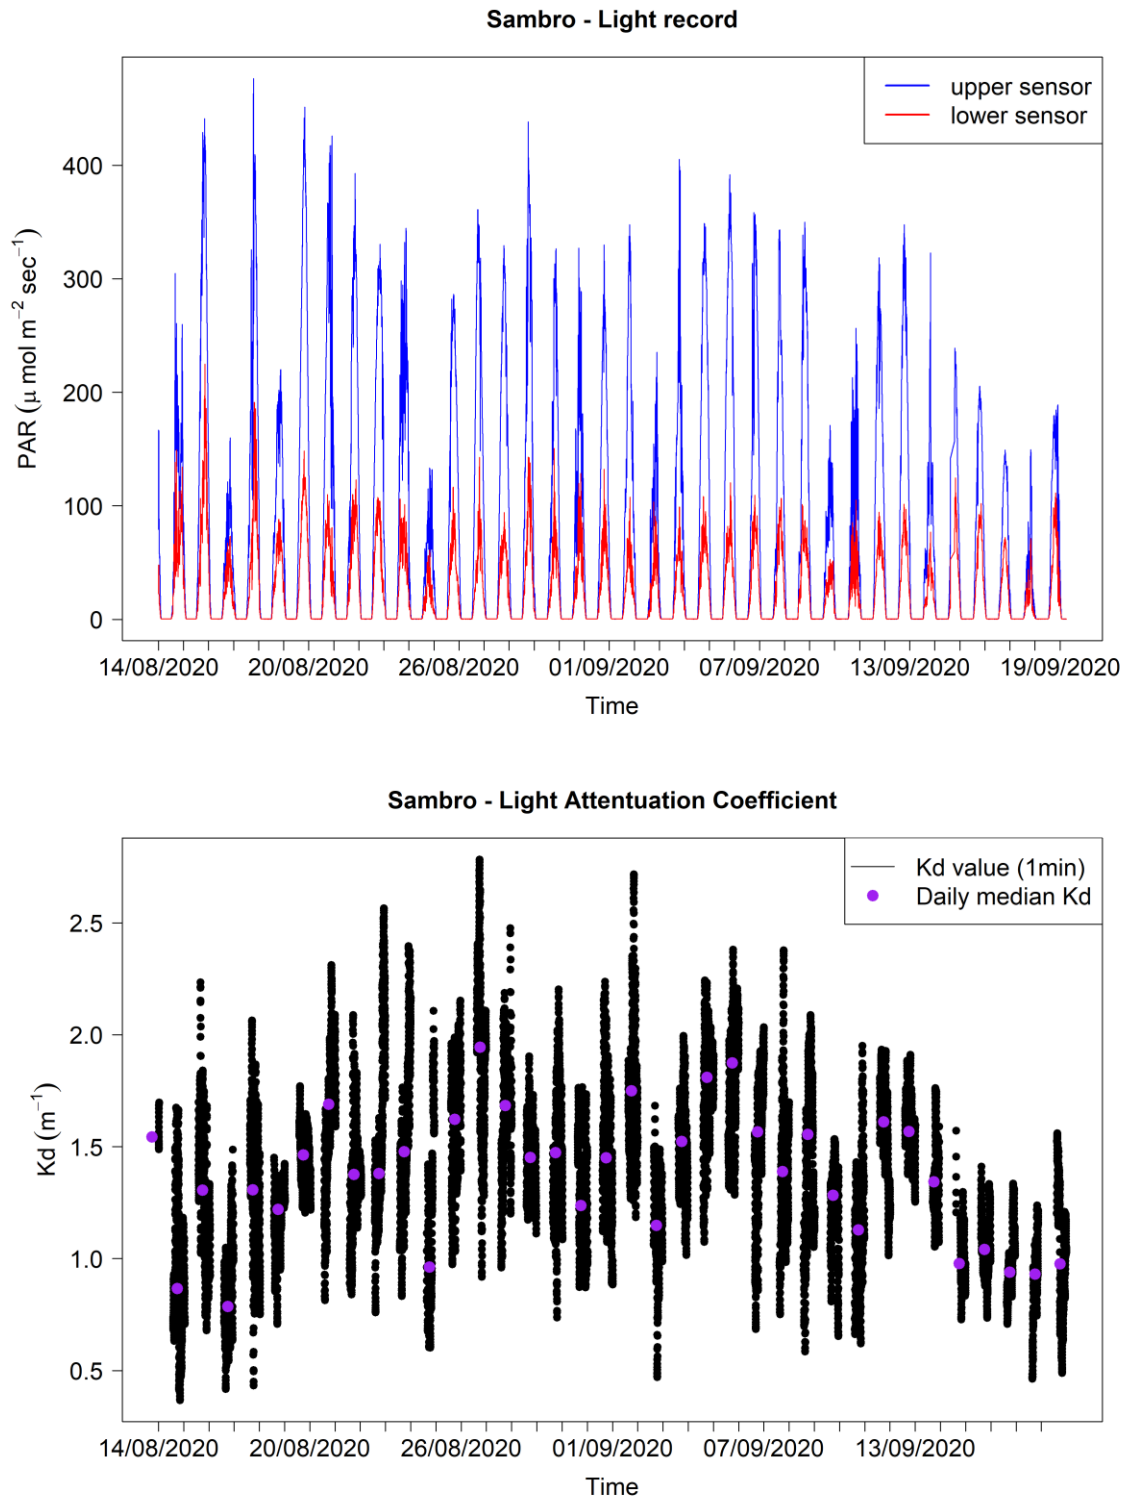 Sambro - Light record
upper sensor
lower sensor
PAR (μ mol m⁻² sec⁻¹)
400
300
200
100
0
14/08/2020 20/08/2020 26/08/2020 01/09/2020 07/09/2020 13/09/2020 19/09/2020
Time
Sambro - Light Attentuation Coefficient
Kd value (1min)
Daily median Kd
Kd (m⁻¹)
2.5
2.0
1.5
1.0
0.5
14/08/2020 20/08/2020 26/08/2020 01/09/2020 07/09/2020 13/09/2020
Time